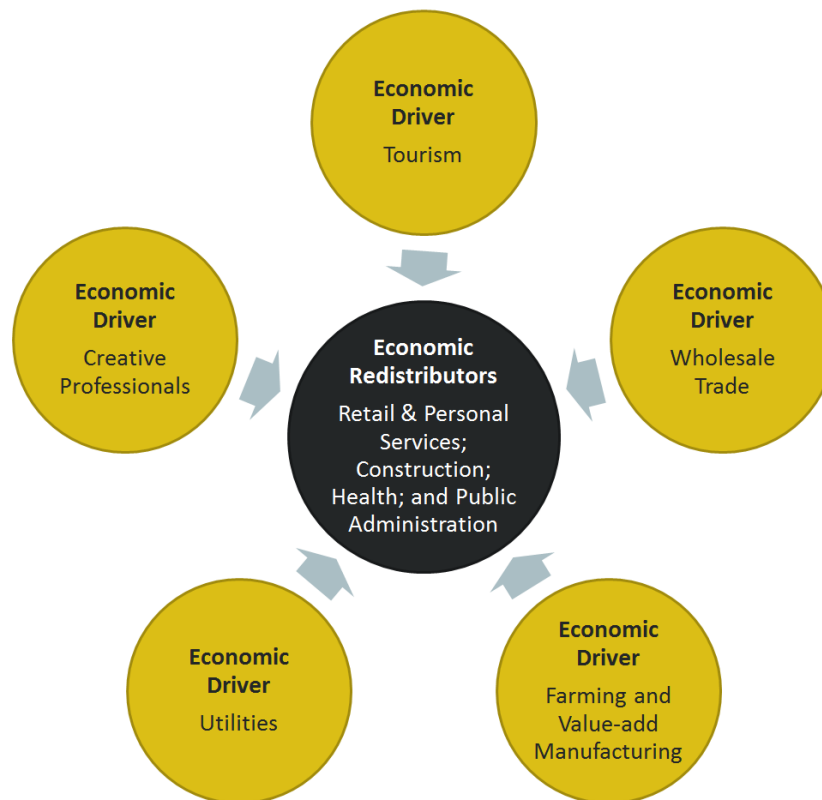 Economic
Driver
Tourism
Economic
Driver
Creative
Professionals
Economic
Driver
Wholesale
Trade
Economic
Redistributors
Retail & Personal
Services;
Construction;
Health; and Public
Administration
Economic
Driver
Utilities
Economic
Driver
Farming and
Value-add
Manufacturing